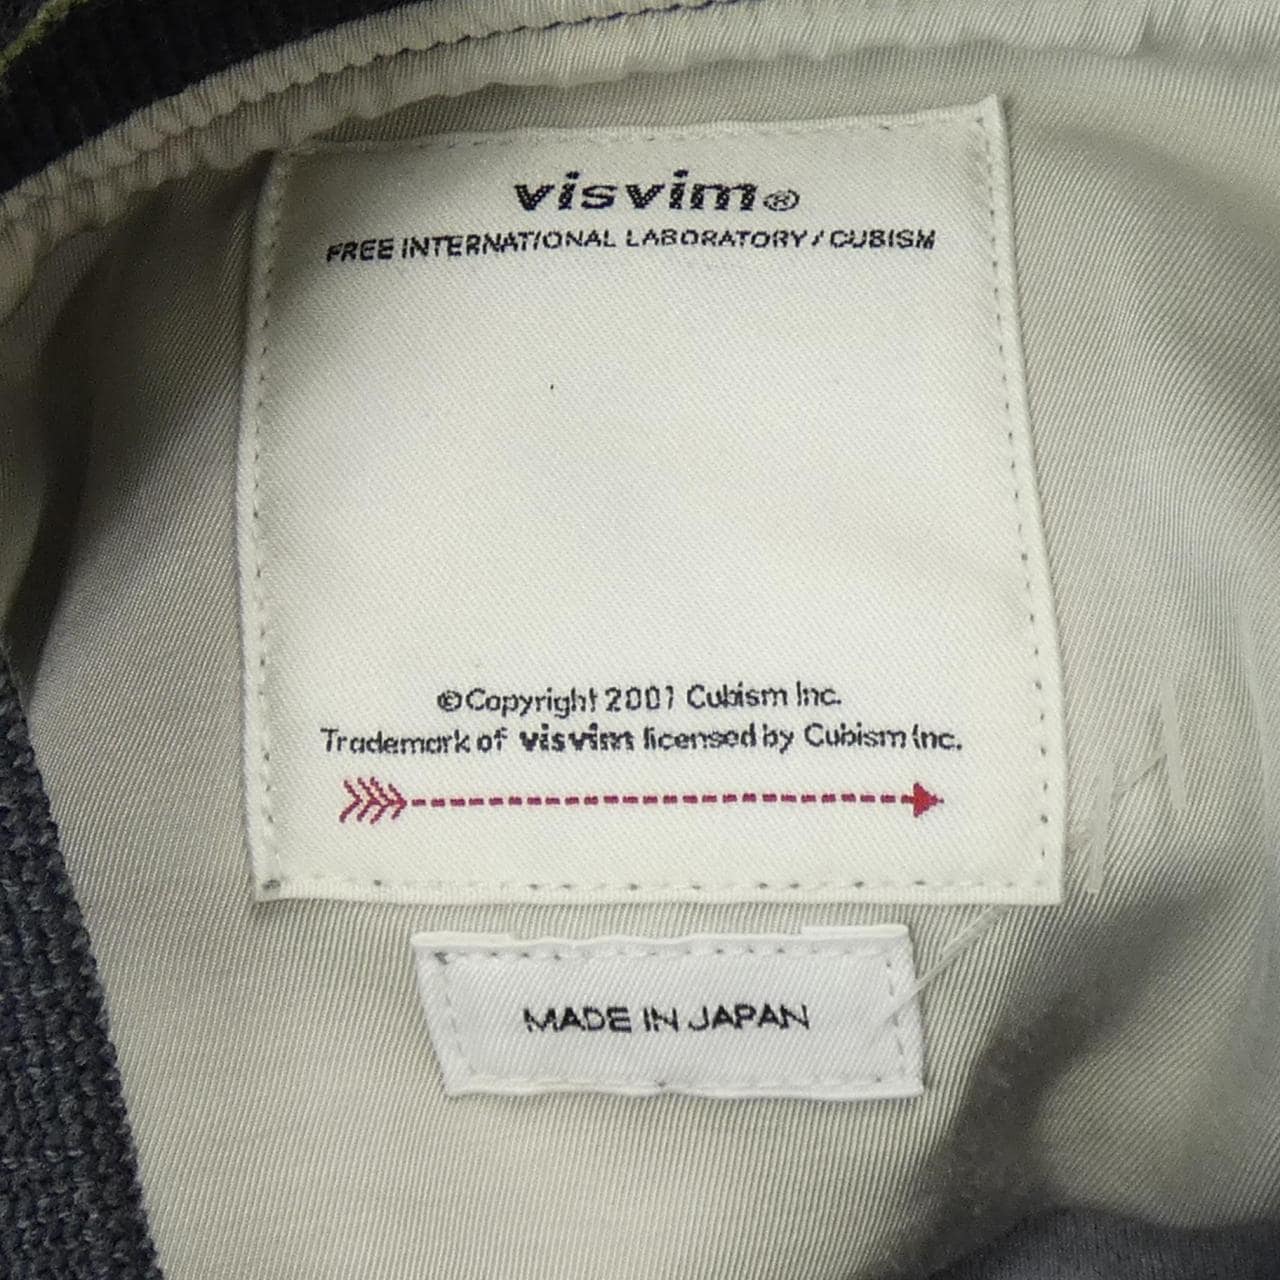 visvim®
FREE INTERNATIONAL LABORATORY / CUBISM
©Copyright 2001 Cubism Inc.
Trademark of visvim licensed by Cubism Inc.
MADE IN JAPAN